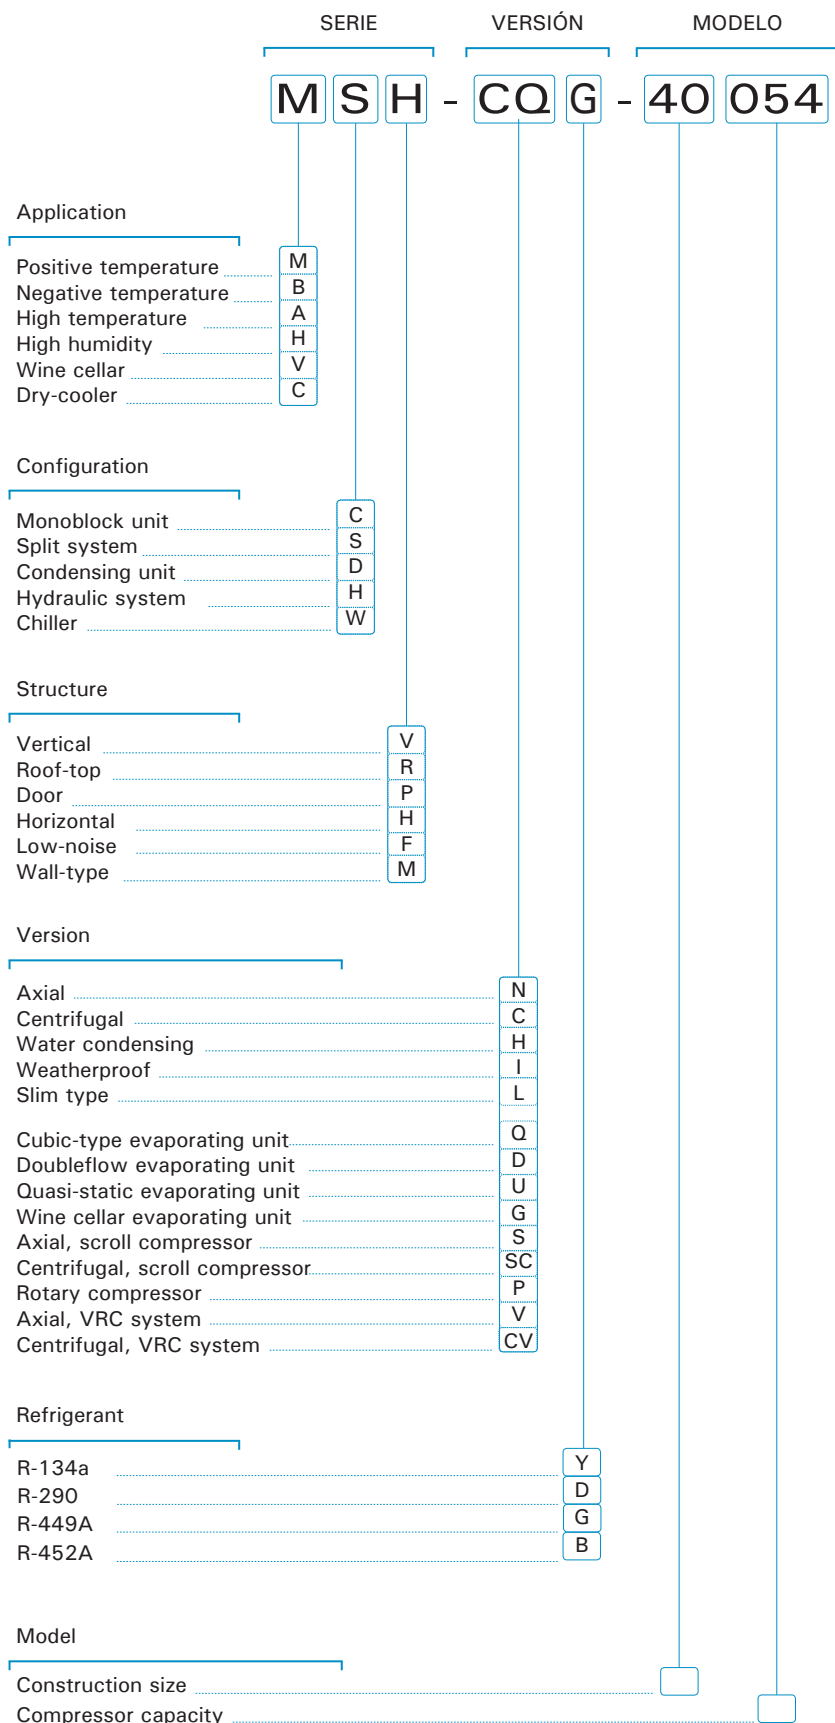 SERIE VERSIÓN MODELO
M S H - CQ G - 40 054
Application
Positive temperature M
Negative temperature B
High temperature A
High humidity H
Wine cellar V
Dry-cooler C
Configuration
Monoblock unit C
Split system S
Condensing unit D
Hydraulic system H
Chiller W
Structure
Vertical V
Roof-top R
Door P
Horizontal H
Low-noise F
Wall-type M
Version
Axial N
Centrifugal C
Water condensing H
Weatherproof I
Slim type L
Cubic-type evaporating unit Q
Doubleflow evaporating unit D
Quasi-static evaporating unit U
Wine cellar evaporating unit G
Axial, scroll compressor S
Centrifugal, scroll compressor SC
Rotary compressor P
Axial, VRC system V
Centrifugal, VRC system CV
Refrigerant
R-134a Y
R-290 D
R-449A G
R-452A B
Model
Construction size
Compressor capacity